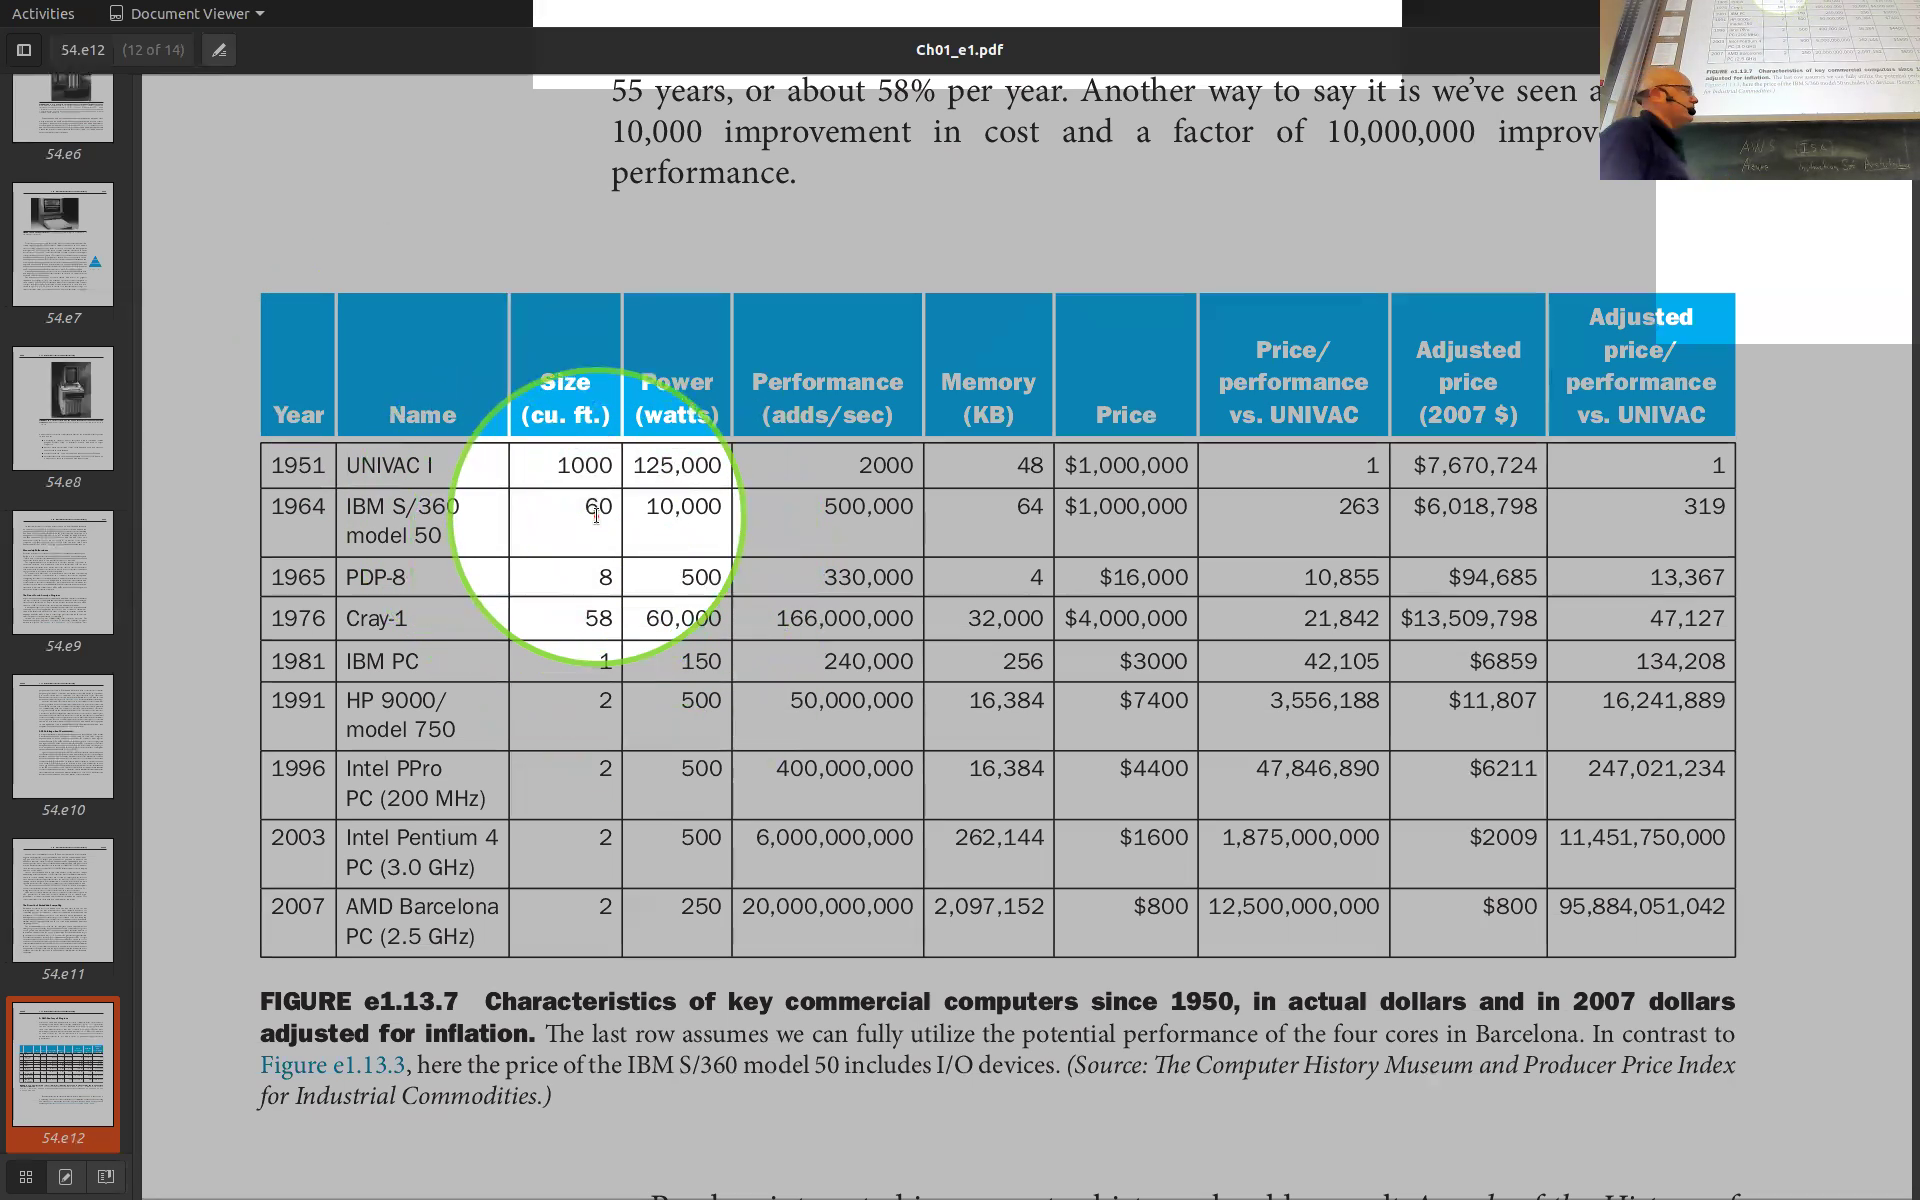 Activities
Document Viewer
54.e12
(12 of 14)
Ch01_e1.pdf
54.e6
54.e7
54.e8
54.e9
54.e10
54.e11
54.e12
55 years, or about 58% per year. Another way to say it is we’ve seen a
10,000 improvement in cost and a factor of 10,000,000 improv
performance.
Year Name Size (cu. ft.) Power (watts) Performance (adds/sec) Memory (KB) Price Price/ performance vs. UNIVAC Adjusted price (2007 $) Adjusted price/ performance vs. UNIVAC
1951 UNIVAC I 1000 125,000 2000 48 $1,000,000 1 $7,670,724 1
1964 IBM S/360 60 10,000 500,000 64 $1,000,000 263 $6,018,798 319
model 50
1965 PDP-8 8 500 330,000 4 $16,000 10,855 $94,685 13,367
1976 Cray-1 58 60,000 166,000,000 32,000 $4,000,000 21,842 $13,509,798 47,127
1981 IBM PC 1 150 240,000 256 $3000 42,105 $6859 134,208
1991 HP 9000/ 2 500 50,000,000 16,384 $7400 3,556,188 $11,807 16,241,889
model 750
1996 Intel PPro 2 500 400,000,000 16,384 $4400 47,846,890 $6211 247,021,234
PC (200 MHz)
2003 Intel Pentium 4 2 500 6,000,000,000 262,144 $1600 1,875,000,000 $2009 11,451,750,000
PC (3.0 GHz)
2007 AMD Barcelona 2 250 20,000,000,000 2,097,152 $800 12,500,000,000 $800 95,884,051,042
PC (2.5 GHz)
FIGURE e1.13.7 Characteristics of key commercial computers since 1950, in actual dollars and in 2007 dollars
adjusted for inflation. The last row assumes we can fully utilize the potential performance of the four cores in Barcelona. In contrast to
Figure e1.13.3, here the price of the IBM S/360 model 50 includes I/O devices. (Source: The Computer History Museum and Producer Price Index
for Industrial Commodities.)